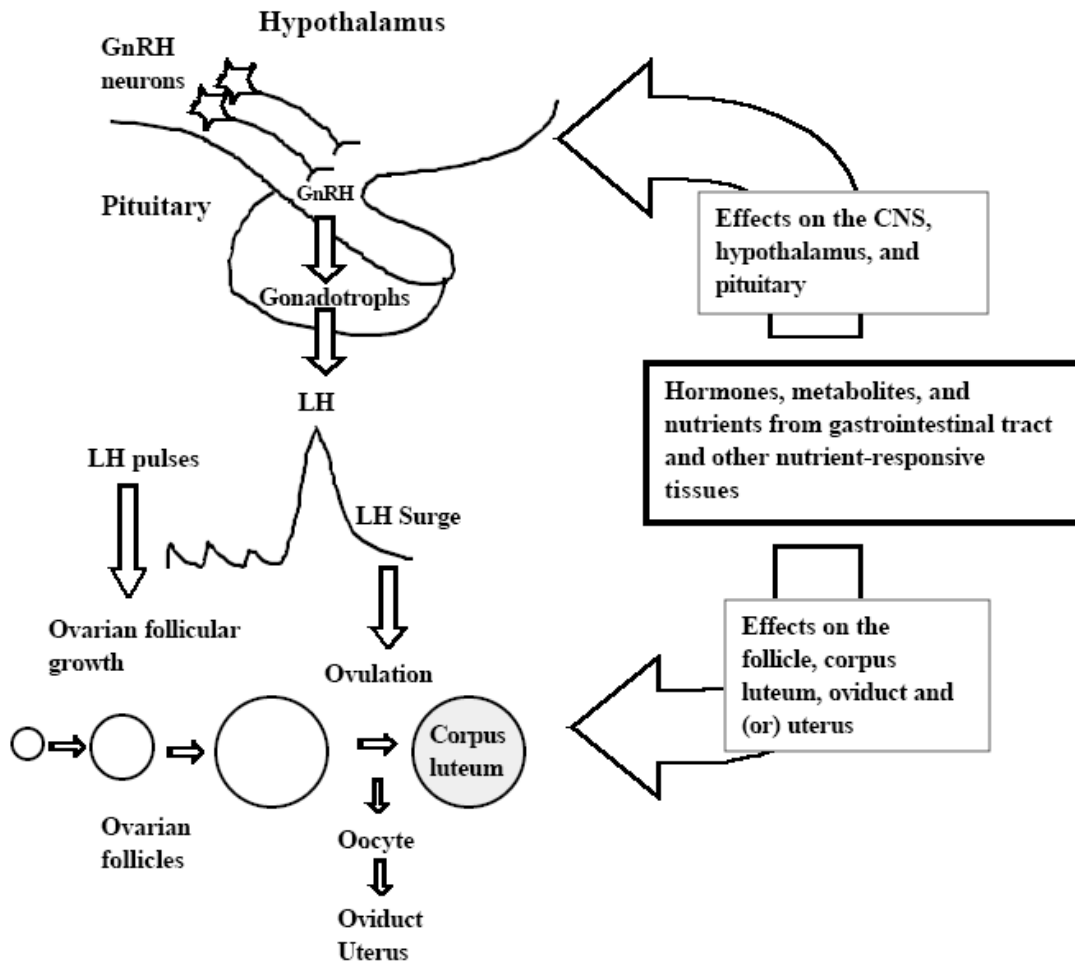 Hypothalamus
GnRH
neurons
GnRH
Pituitary
Gonadotrophs
LH
LH pulses
LH Surge
Ovarian follicular
growth
Ovulation
Corpus
luteum
Ovarian
follicles
Oocyte
Oviduct
Uterus
Effects on the CNS,
hypothalamus, and
pituitary
Hormones, metabolites, and
nutrients from gastrointestinal tract
and other nutrient-responsive
tissues
Effects on the
follicle, corpus
luteum, oviduct and
(or) uterus